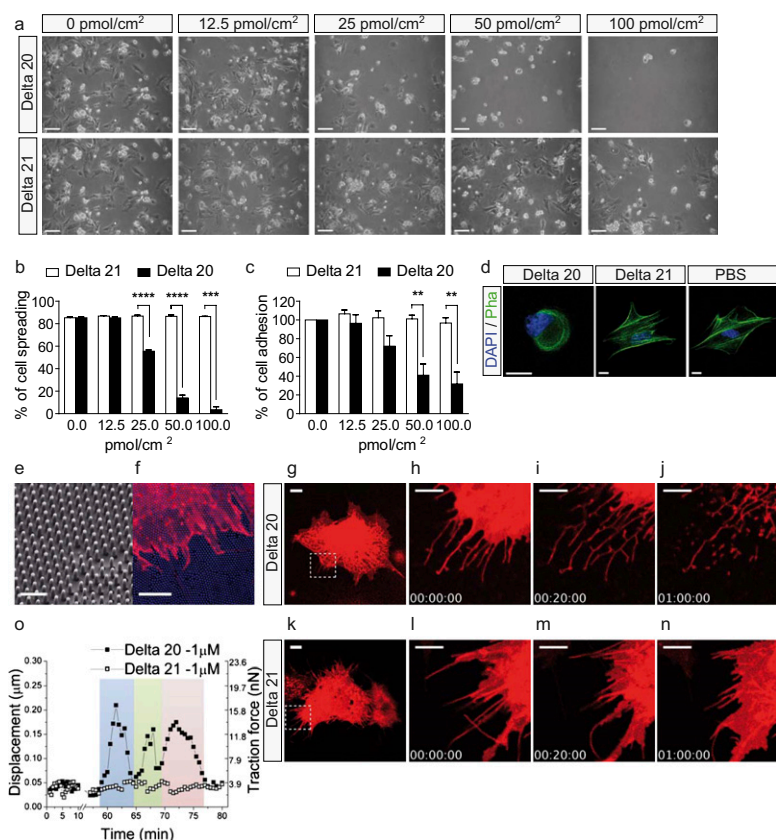 a
0 pmol/cm²
12.5 pmol/cm²
25 pmol/cm²
50 pmol/cm²
100 pmol/cm²
Delta 20
Delta 21
b
Delta 21
Delta 20
% of cell spreading
100
80
60
40
20
0
****
****
***
0.0
12.5
25.0
50.0
100.0
pmol/cm ²
c
Delta 21
Delta 20
% of cell adhesion
120
100
80
60
40
20
0
**
**
0.0
12.5
25.0
50.0
100.0
pmol/cm ²
d
Delta 20
Delta 21
PBS
DAPI / Pha
e
f
g
h
i
j
Delta 20
00:00:00
00:20:00
01:00:00
k
l
m
n
Delta 21
00:00:00
00:20:00
01:00:00
o
Delta 20 -1μM
Delta 21 -1μM
Displacement (μm)
0.30
0.25
0.20
0.15
0.10
0.05
0.00
23.6
19.7
15.8
11.8
7.9
3.9
Traction force (nN)
0
5
10
60
65
70
75
80
Time (min)